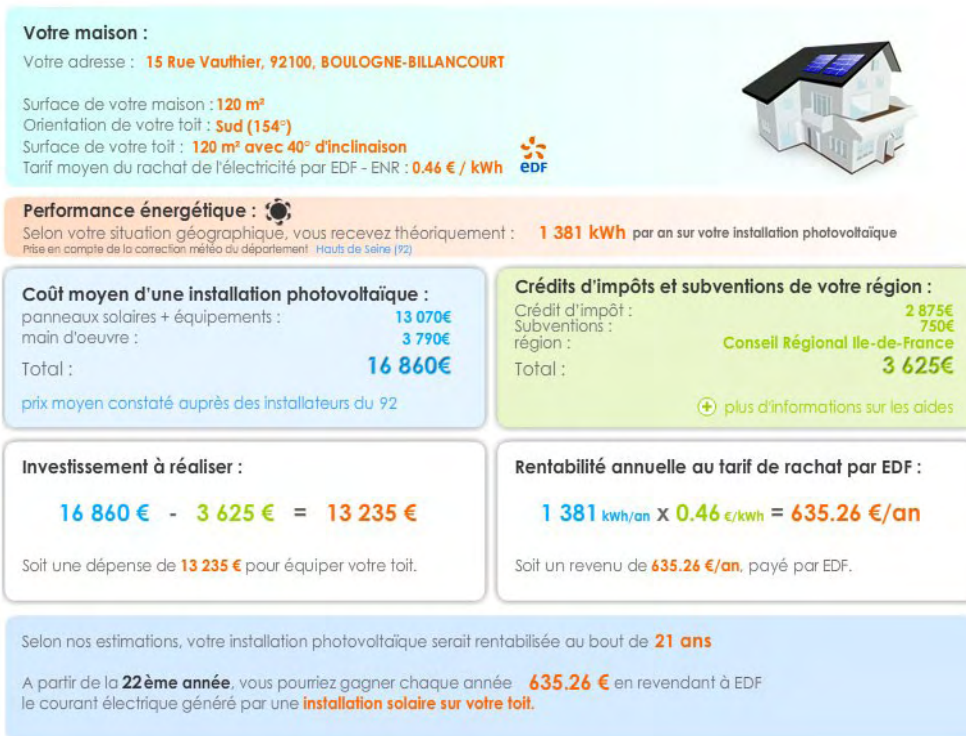 Votre maison :
Votre adresse : 15 Rue Vauthier, 92100, BOULOGNE-BILLANCOURT
Surface de votre maison : 120 m²
Orientation de votre toit : Sud (154°)
Surface de votre toit : 120 m² avec 40° d'inclinaison
Tarif moyen du rachat de l'électricité par EDF - ENR : 0.46 € / kWh
eDF
Performance énergétique :
Selon votre situation géographique, vous recevez théoriquement : 1 381 kWh par an sur votre installation photovoltaïque
Prise en compte de la correction météo du département Hauts de Seine (92)
Coût moyen d'une installation photovoltaïque :
panneaux solaires + équipements : 13 070€
main d'oeuvre : 3 790€
Total : 16 860€
prix moyen constaté auprès des installateurs du 92
Crédits d'impôts et subventions de votre région :
Crédit d'impôt : 2 875€
Subventions : 750€
région : Conseil Régional Ile-de-France
Total : 3 625€
plus d'informations sur les aides
Investissement à réaliser :
16 860 € - 3 625 € = 13 235 €
Soit une dépense de 13 235 € pour équiper votre toit.
Rentabilité annuelle au tarif de rachat par EDF :
1 381 kWh/an X 0.46 €/kWh = 635.26 €/an
Soit un revenu de 635.26 €/an, payé par EDF.
Selon nos estimations, votre installation photovoltaïque serait rentabilisée au bout de 21 ans
A partir de la 22ème année, vous pourriez gagner chaque année 635.26 € en revendant à EDF
le courant électrique généré par une installation solaire sur votre toit.